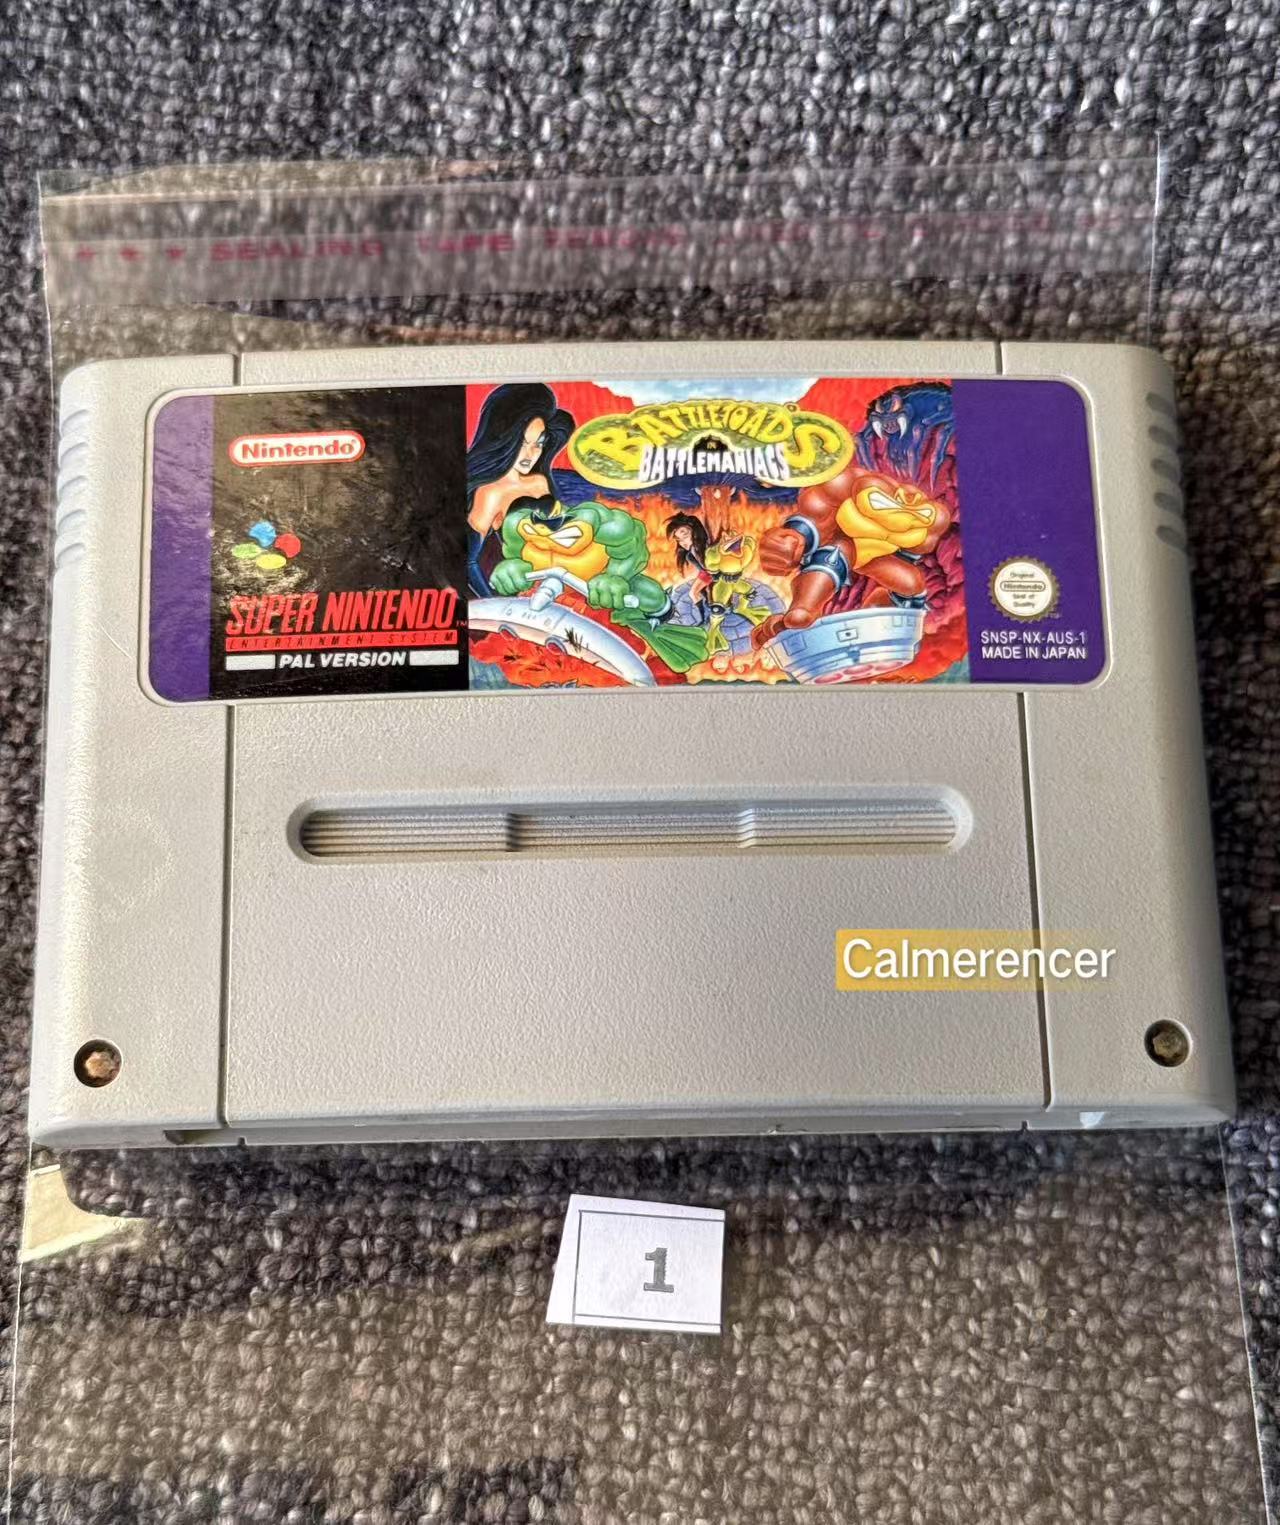 * * * SEALING TAPE
Nintendo
SUPER NINTENDO
ENTERTAINMENT SYSTEM
PAL VERSION
BATTLETOADS
IN
BATTLEMANIACS
Original
Nintendo
Seal of
Quality
SNSP-NX-AUS-1
MADE IN JAPAN
Calmerencer
1